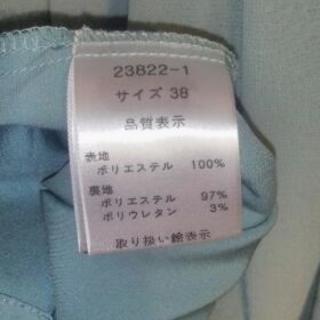 23822-1
サイズ 38
品質表示
表地
ポリエステル 100%
裏地
ポリエステル 97%
ポリウレタン 3%
取り扱い絵表示